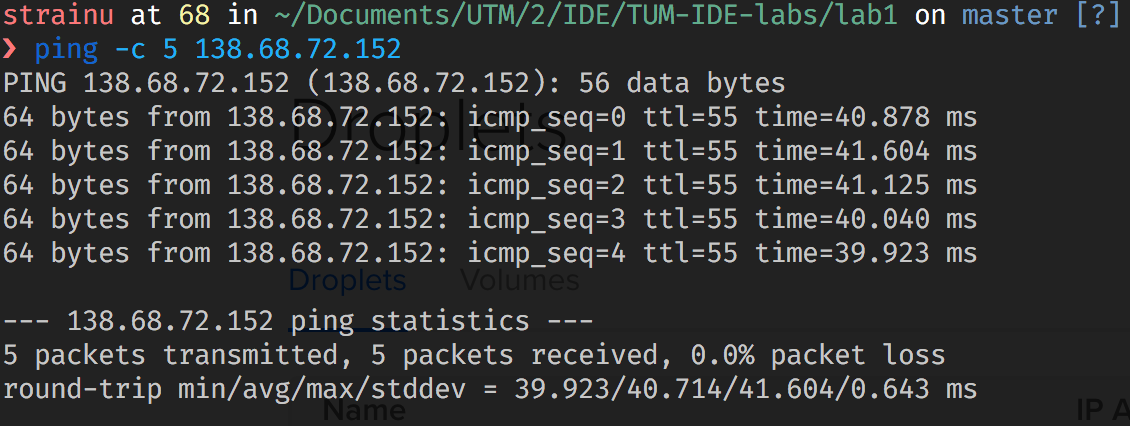 strainu at 68 in ~/Documents/UTM/2/IDE/TUM-IDE-labs/lab1 on master [?]
❯ ping -c 5 138.68.72.152
PING 138.68.72.152 (138.68.72.152): 56 data bytes
64 bytes from 138.68.72.152: icmp_seq=0 ttl=55 time=40.878 ms
Droplets
64 bytes from 138.68.72.152: icmp_seq=1 ttl=55 time=41.604 ms
64 bytes from 138.68.72.152: icmp_seq=2 ttl=55 time=41.125 ms
64 bytes from 138.68.72.152: icmp_seq=3 ttl=55 time=40.040 ms
64 bytes from 138.68.72.152: icmp_seq=4 ttl=55 time=39.923 ms
Droplets Volumes
--- 138.68.72.152 ping statistics ---
5 packets transmitted, 5 packets received, 0.0% packet loss
round-trip min/avg/max/stddev = 39.923/40.714/41.604/0.643 ms
Name IP A